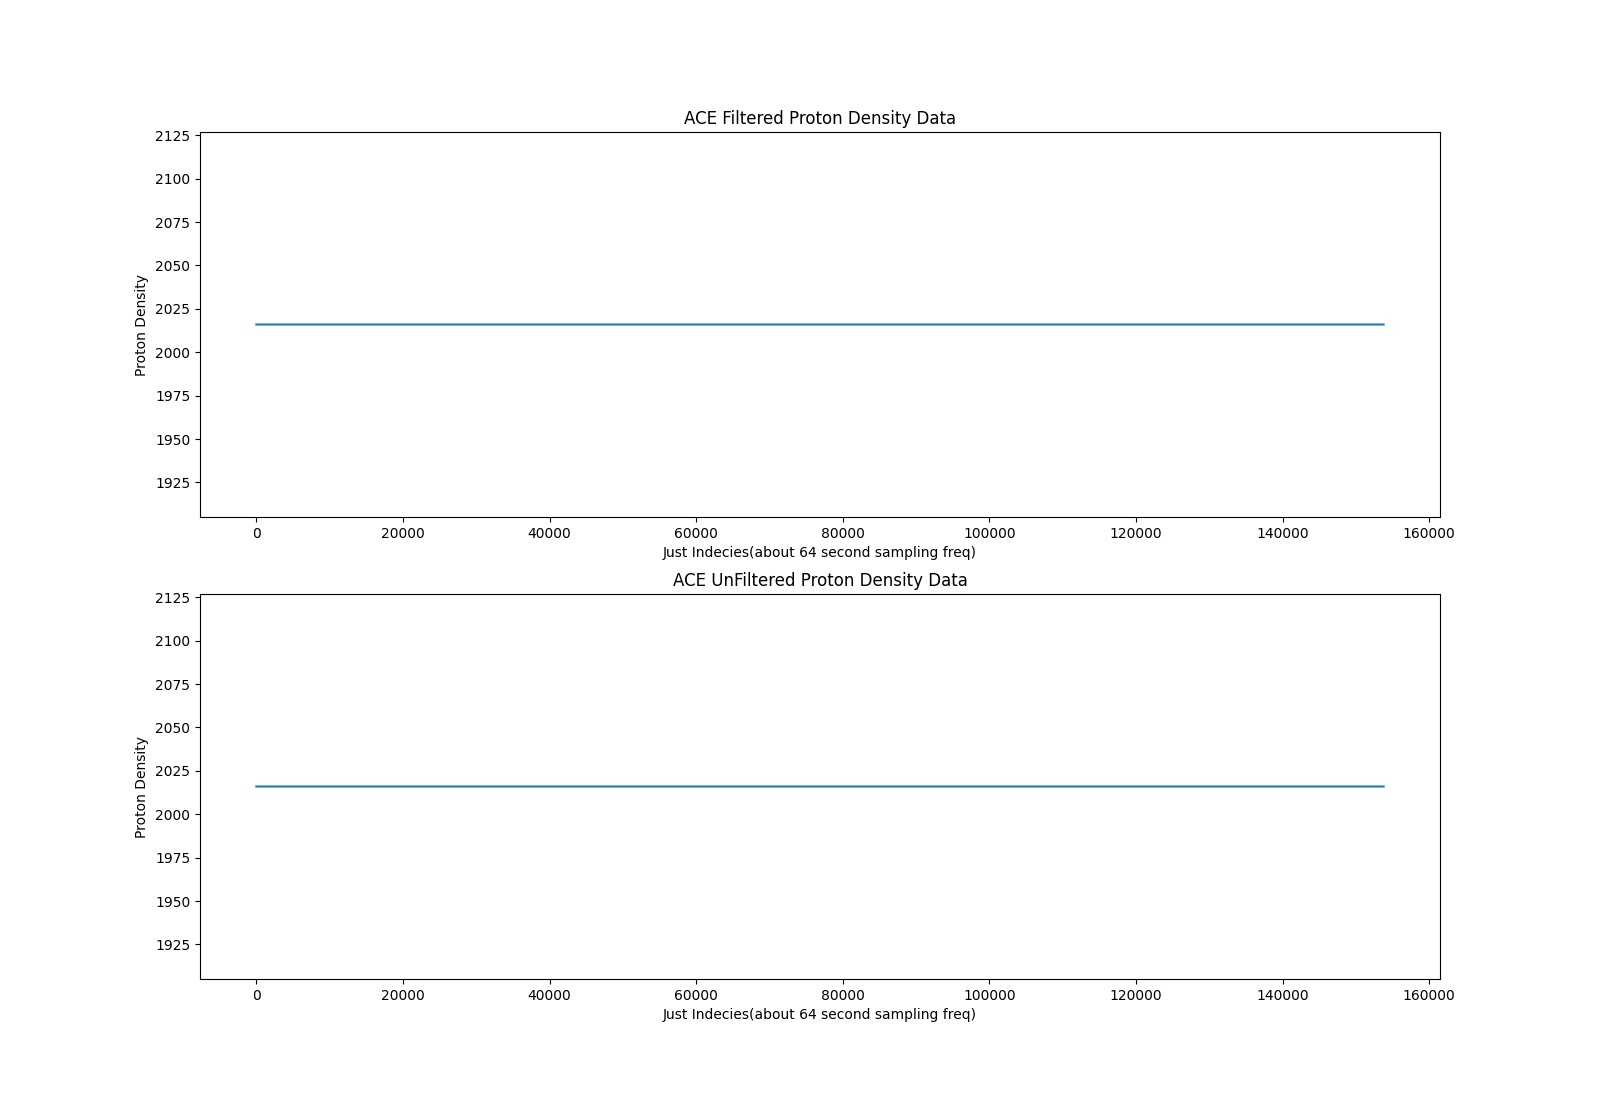 ACE Filtered Proton Density Data
2125
2100
2075
2050
2025
2000
1975
1950
1925
Proton Density
0 20000 40000 60000 80000 100000 120000 140000 160000
Just Indecies(about 64 second sampling freq)
ACE UnFiltered Proton Density Data
2125
2100
2075
2050
2025
2000
1975
1950
1925
Proton Density
0 20000 40000 60000 80000 100000 120000 140000 160000
Just Indecies(about 64 second sampling freq)